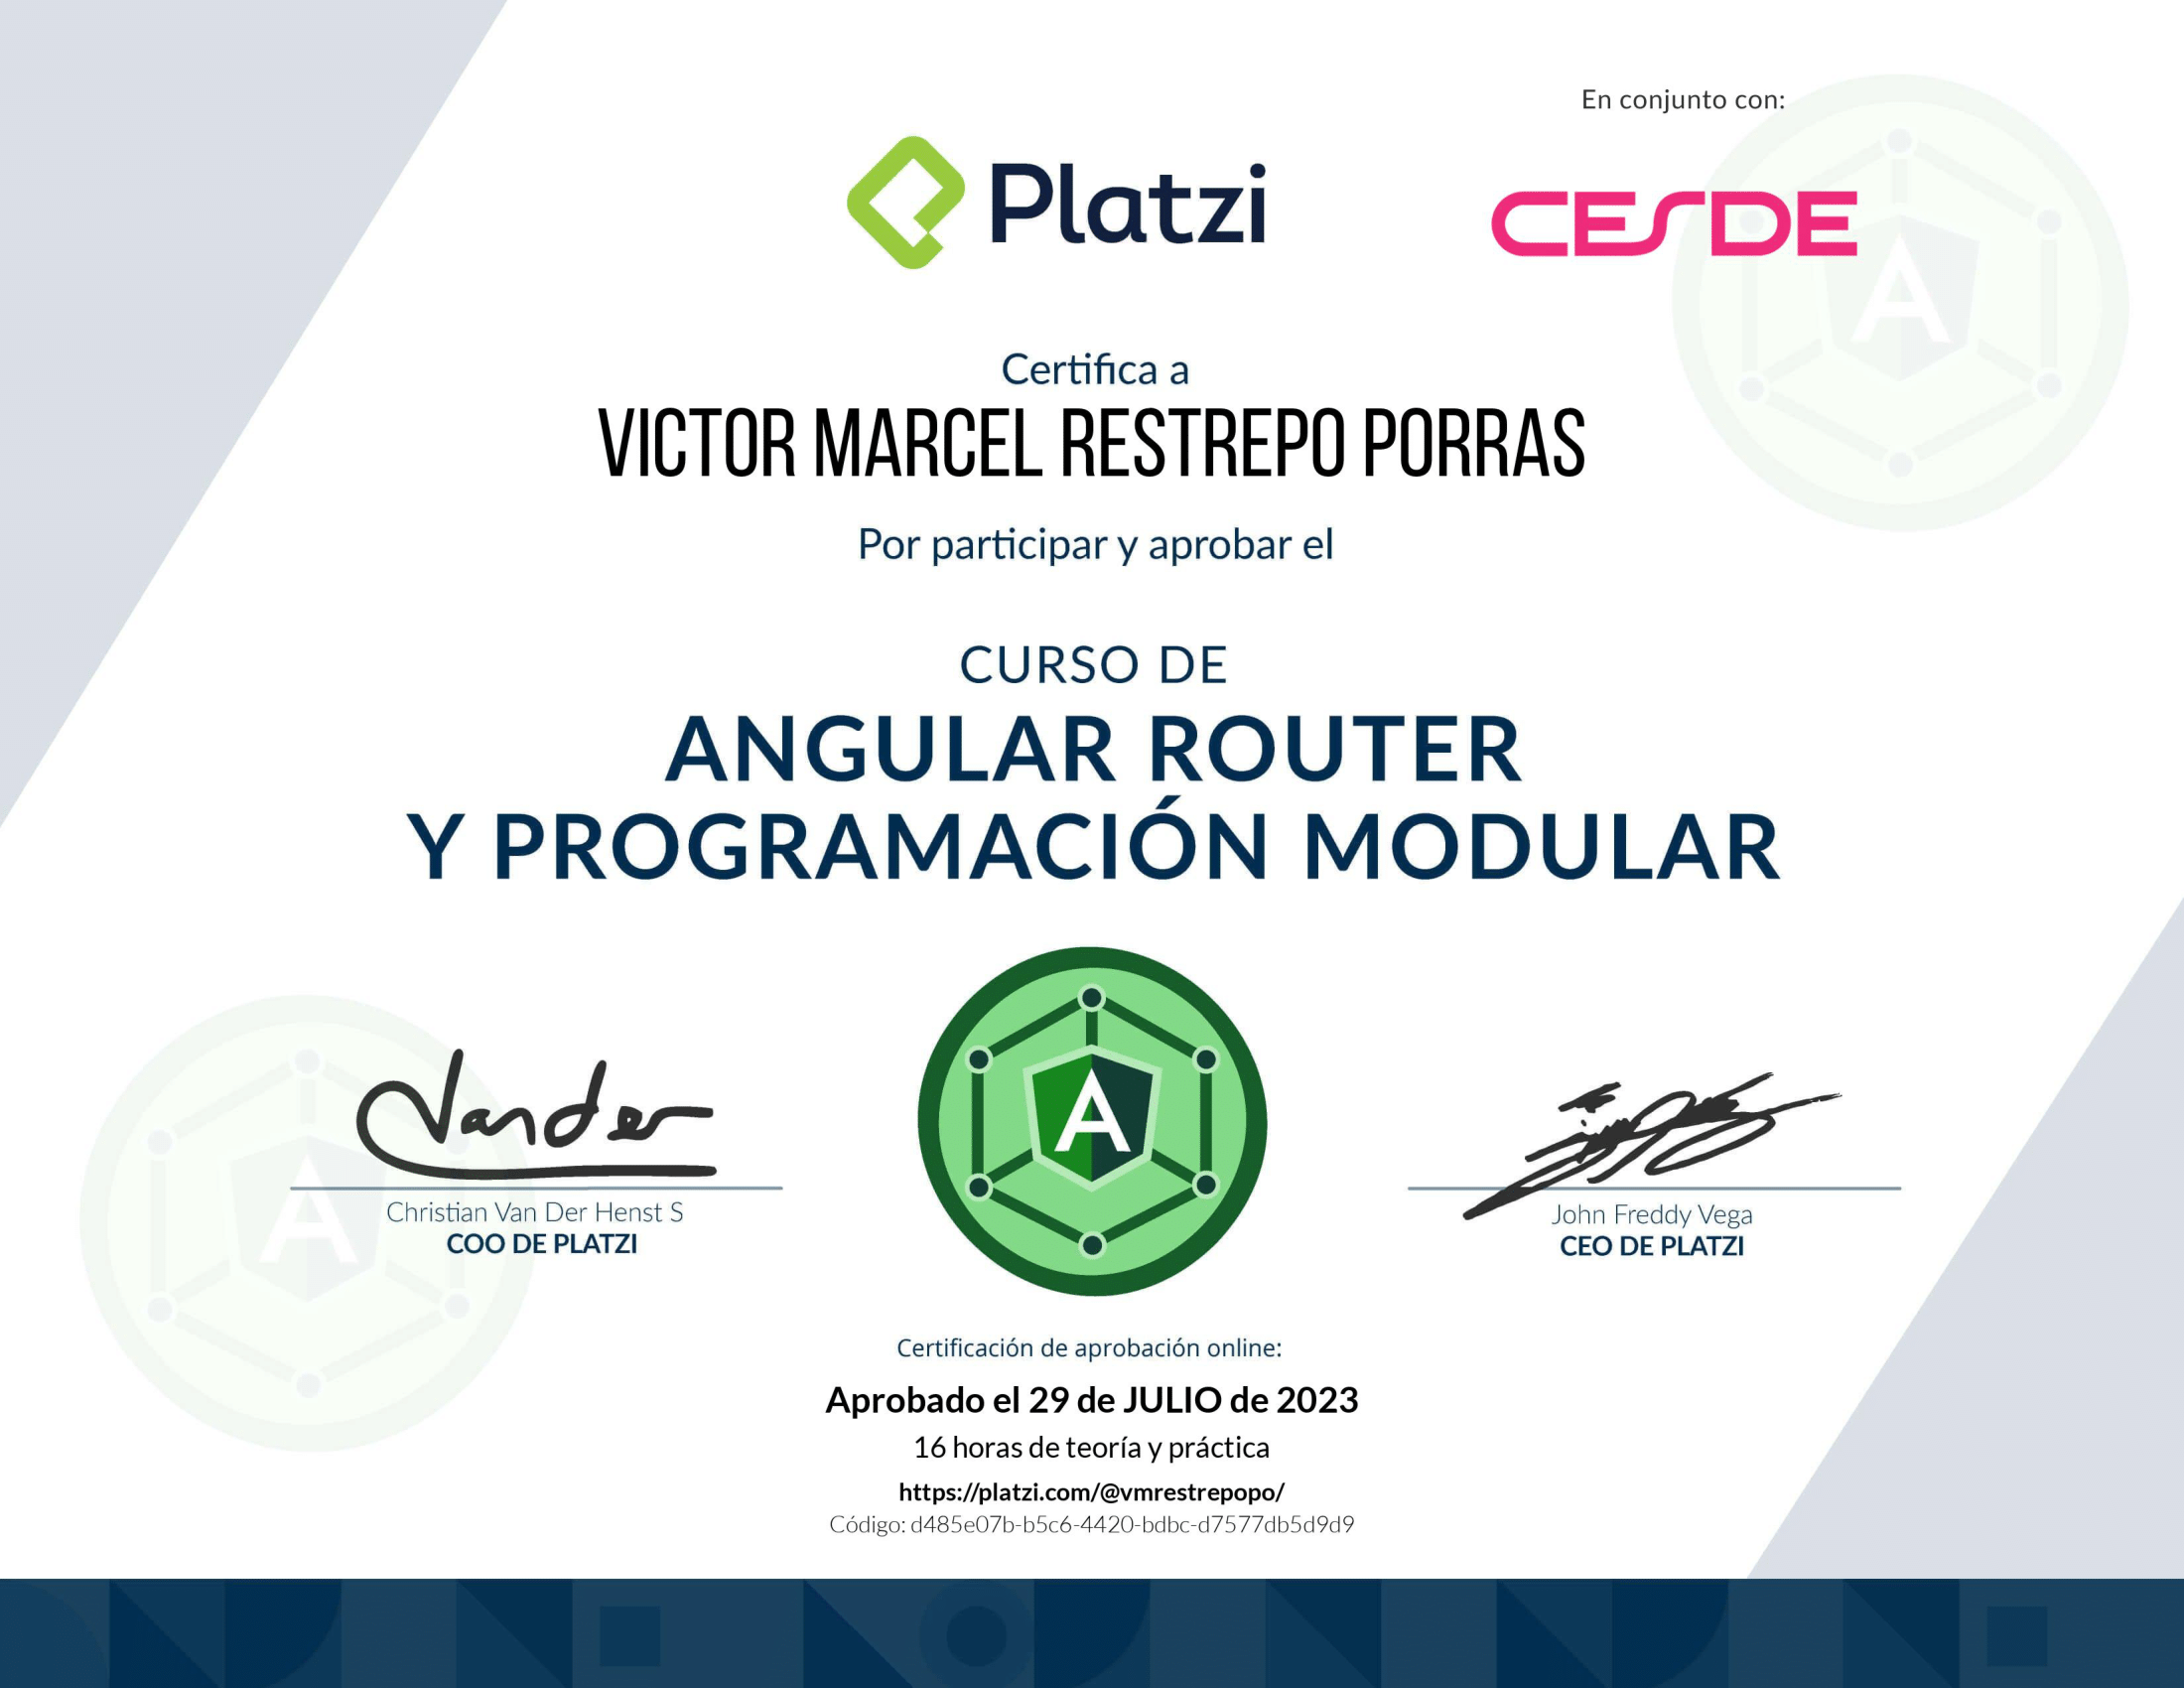 En conjunto con:
Platzi
CESDE
Certifica a
VICTOR MARCEL RESTREPO PORRAS
Por participar y aprobar el
CURSO DE
ANGULAR ROUTER
Y PROGRAMACIÓN MODULAR
A
A
A
Vander
Christian Van Der Henst S
COO DE PLATZI
John Freddy Vega
CEO DE PLATZI
Certificación de aprobación online:
Aprobado el 29 de JULIO de 2023
16 horas de teoría y práctica
https://platzi.com/@vmrestrepopo/
Código: d485e07b-b5c6-4420-bdbc-d7577db5d9d9